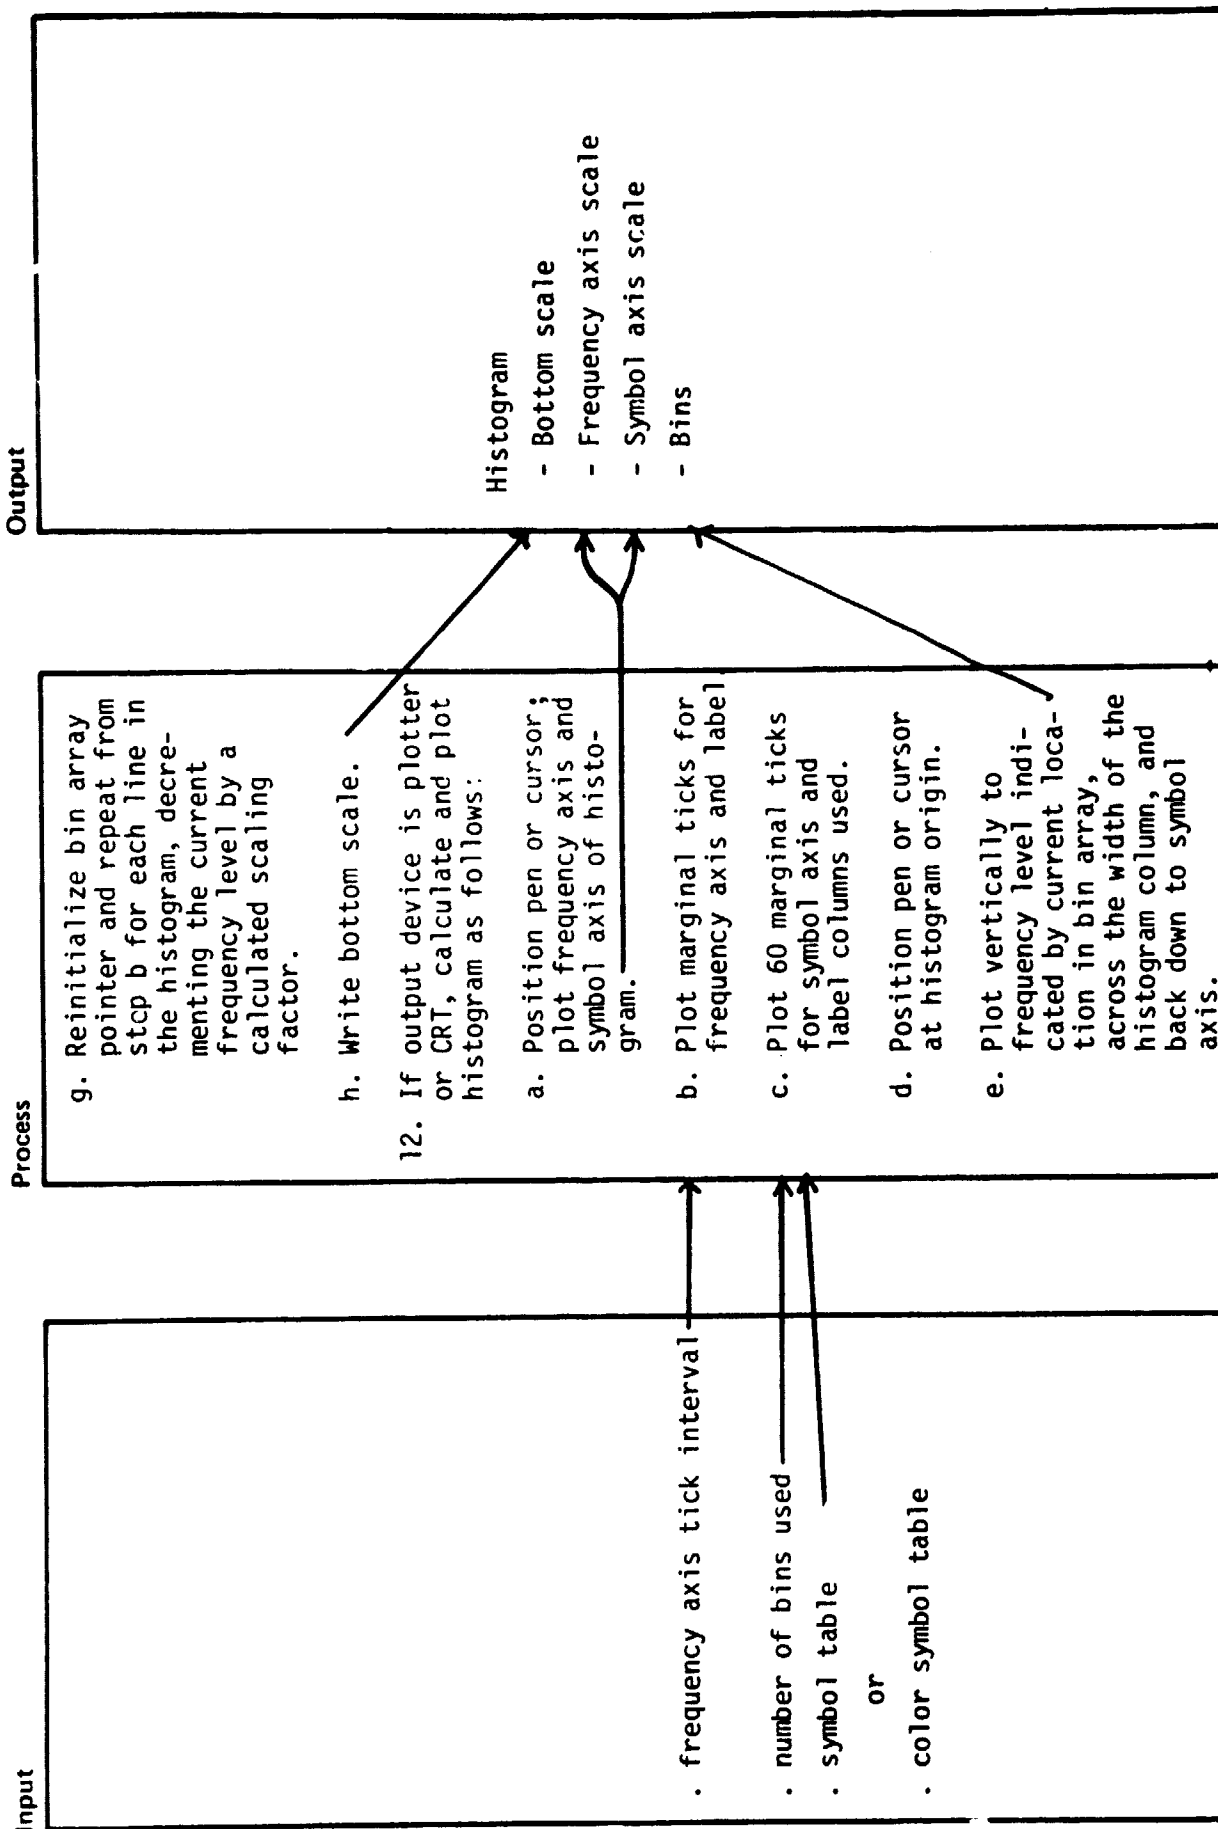 Input
. frequency axis tick interval
. number of bins used
. symbol table
or
. color symbol table
Process
g. Reinitialize bin array
pointer and repeat from
stcp b for each line in
the histogram, decre-
menting the current
frequency level by a
calculated scaling
factor.
h. Write bottom scale.
12. If output device is plotter
or CRT, calculate and plot
histogram as follows:
a. Position pen or cursor;
plot frequency axis and
symbol axis of histo-
gram.
b. Plot marginal ticks for
frequency axis and label
c. Plot 60 marginal ticks
for symbol axis and
label columns used.
d. Position pen or cursor
at histogram origin.
e. Plot vertically to
frequency level indi-
cated by current loca-
tion in bin array,
across the width of the
histogram column, and
back down to symbol
axis.
Output
Histogram
- Bottom scale
- Frequency axis scale
- Symbol axis scale
- Bins